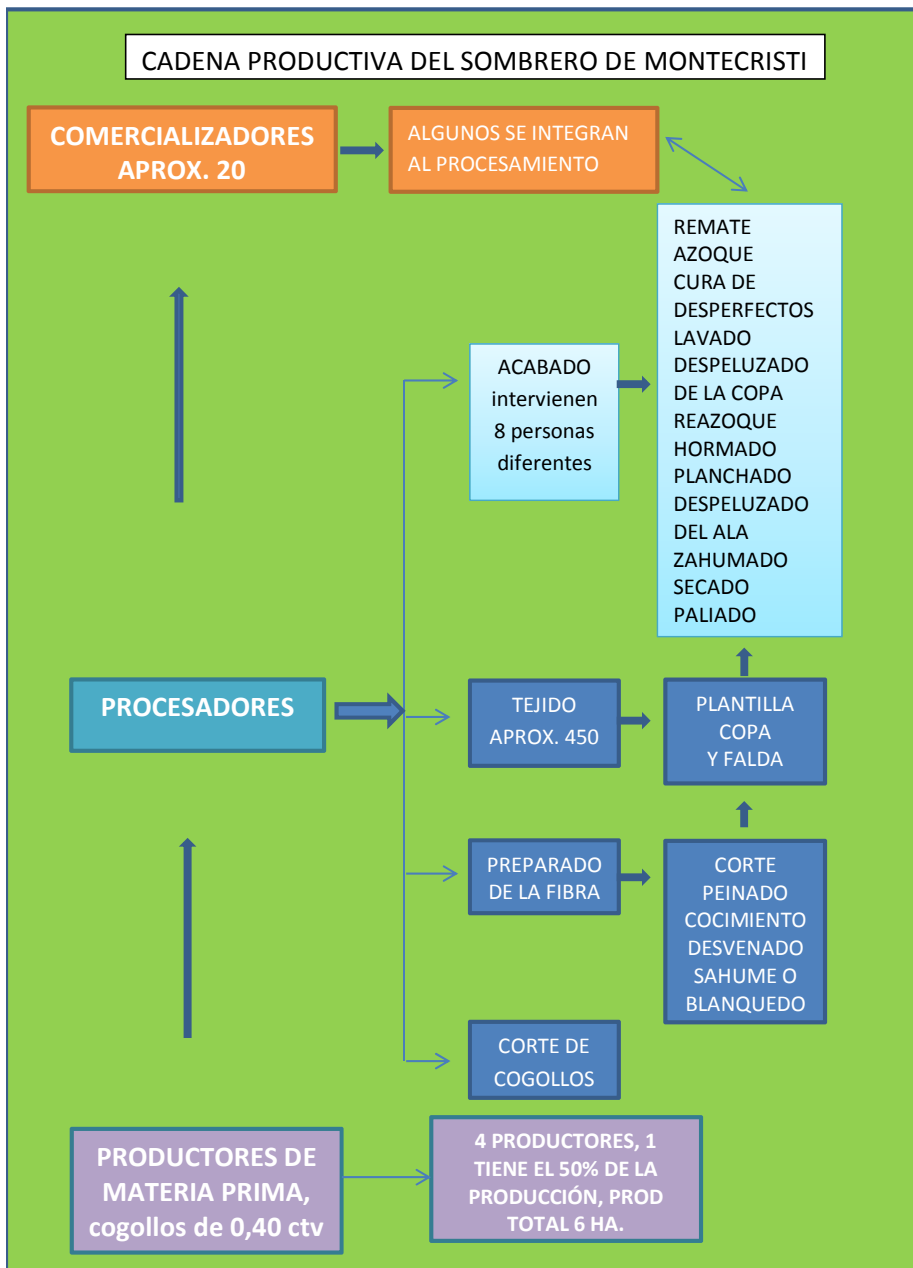 CADENA PRODUCTIVA DEL SOMBRERO DE MONTECRISTI
COMERCIALIZADORES
APROX. 20
ALGUNOS SE INTEGRAN
AL PROCESAMIENTO
REMATE
AZOQUE
CURA DE
DESPERFECTOS
LAVADO
DESPELUZADO
DE LA COPA
REAZOQUE
HORMADO
PLANCHADO
DESPELUZADO
DEL ALA
ZAHUMADO
SECADO
PALIADO
ACABADO
intervienen
8 personas
diferentes
PROCESADORES
TEJIDO
APROX. 450
PLANTILLA
COPA
Y FALDA
PREPARADO
DE LA FIBRA
CORTE
PEINADO
COCIMIENTO
DESVENADO
SAHUME O
BLANQUEDO
CORTE DE
COGOLLOS
PRODUCTORES DE
MATERIA PRIMA,
cogollos de 0,40 ctv
4 PRODUCTORES, 1
TIENE EL 50% DE LA
PRODUCCIÓN, PROD
TOTAL 6 HA.